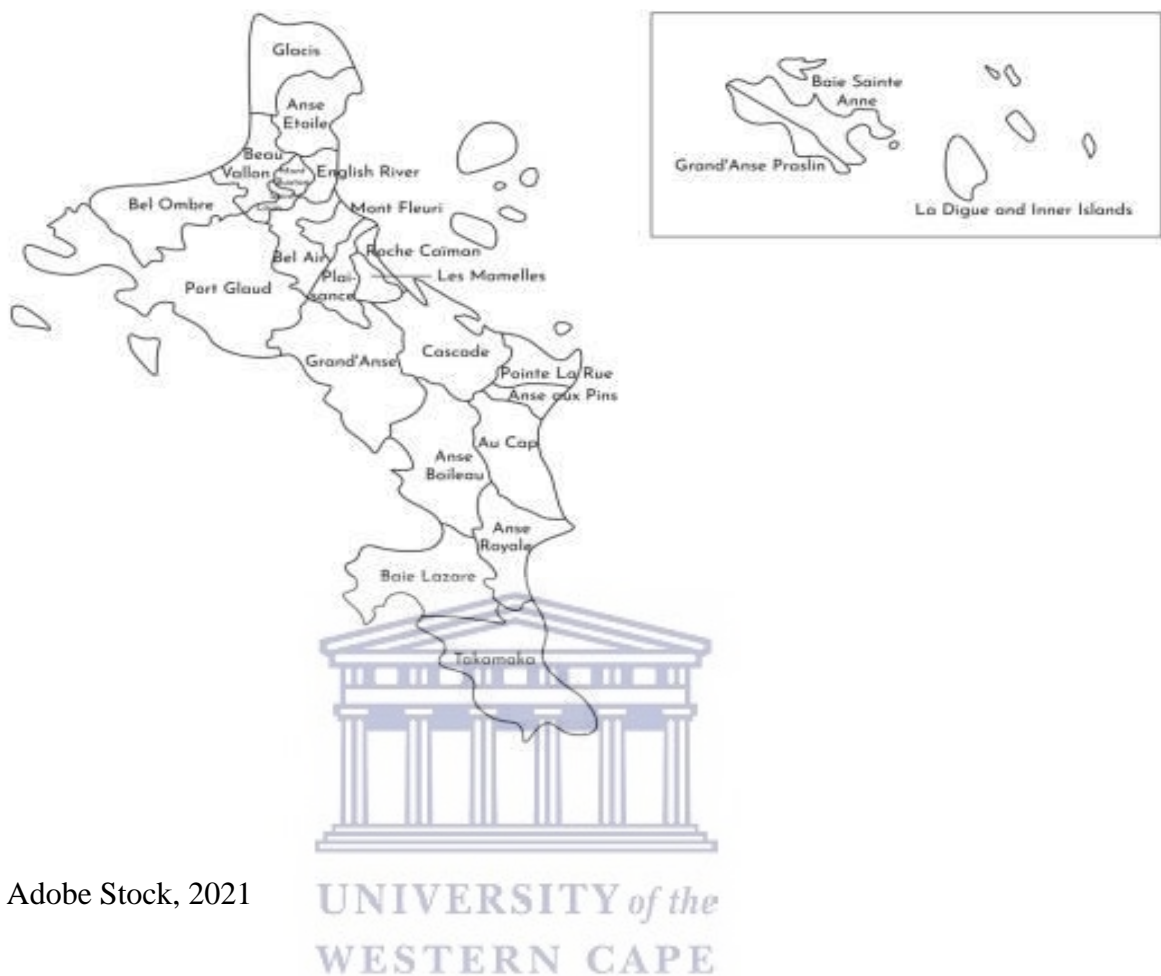 Glacis
Anse
Etoile
Beau
Vallon
Mont
English River
Bel Ombre
Mont Fleuri
Bel Air
Roche Caïman
Plai-
sance
Les Mamelles
Port Glaud
Grand'Anse
Cascade
Pointe La Rue
Anse aux Pins
Au Cap
Anse
Boileau
Anse
Royale
Baie Lazare
Takamaka
Baie Sainte
Anne
Grand'Anse Praslin
La Digue and Inner Islands
Adobe Stock, 2021
UNIVERSITY of the
WESTERN CAPE